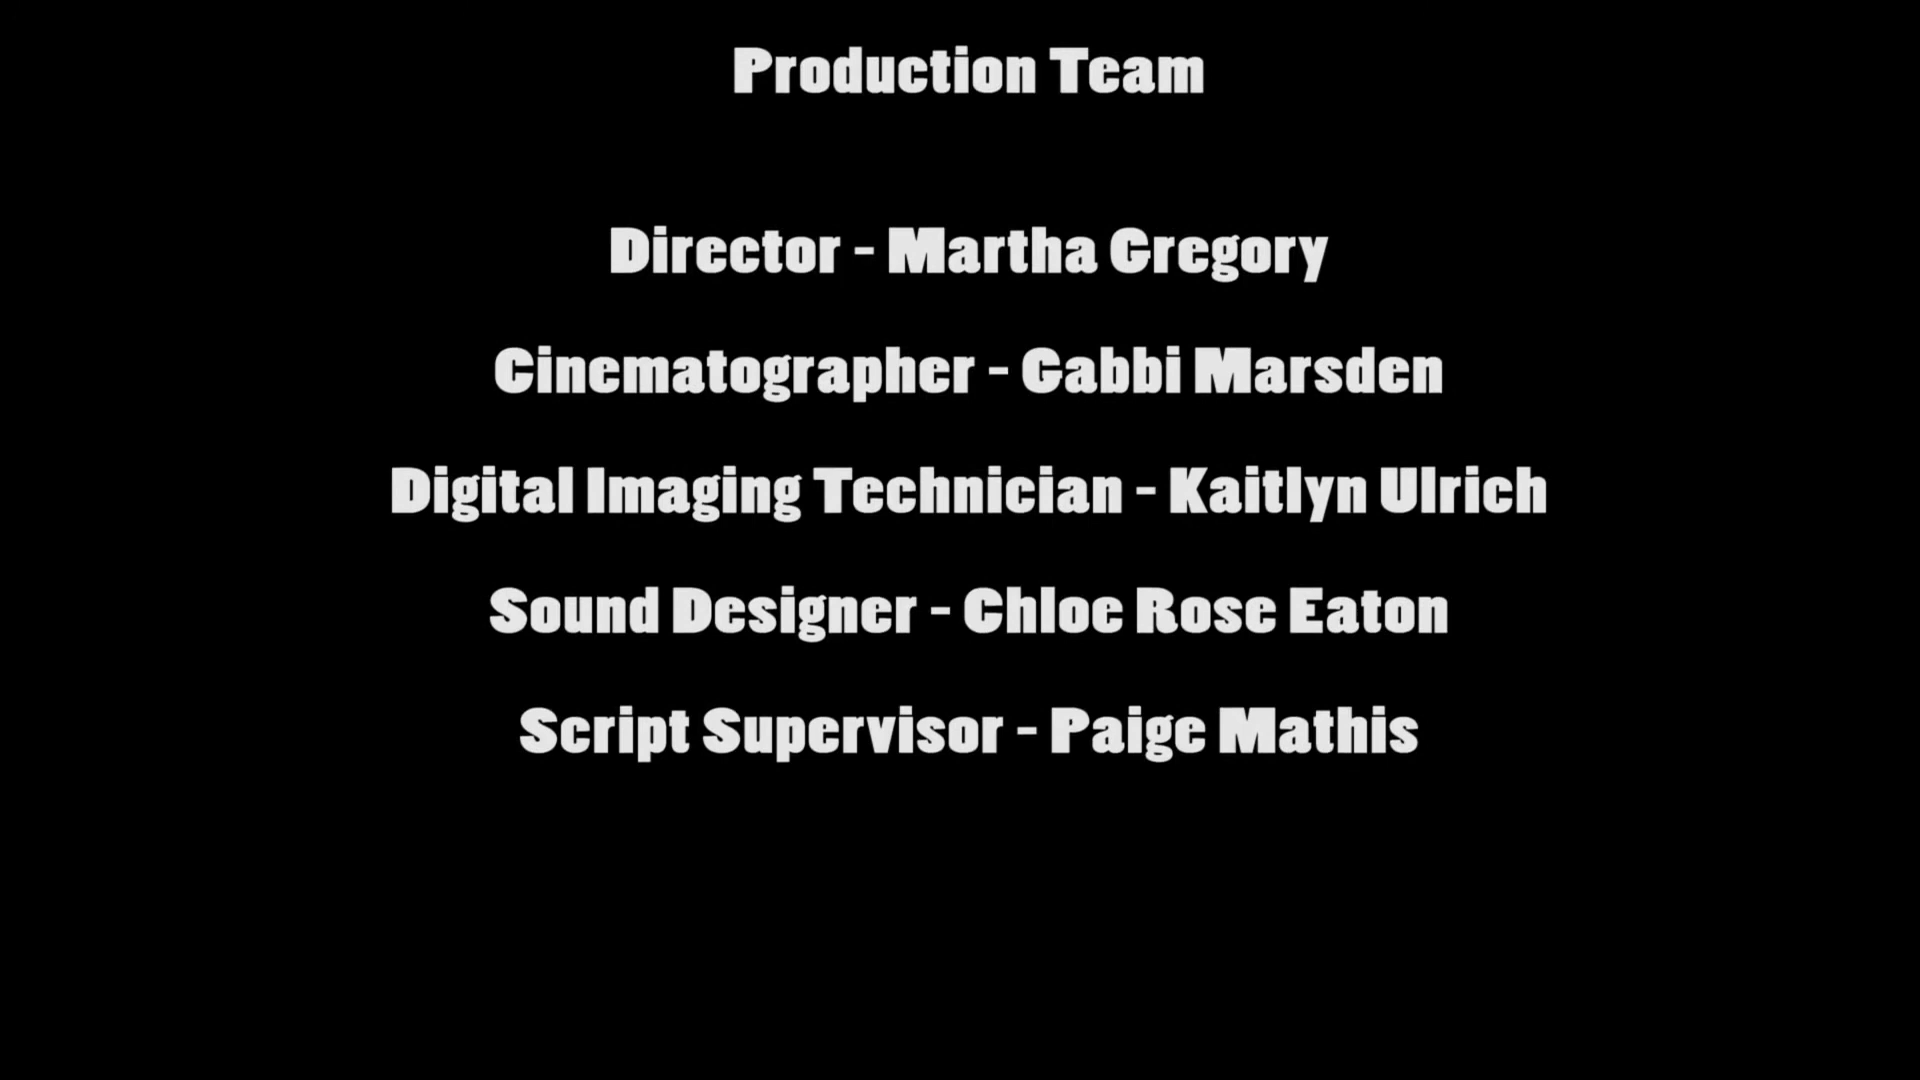 Production Team
Director - Martha Gregory
Cinematographer - Gabbi Marsden
Digital Imaging Technician - Kaitlyn Ulrich
Sound Designer - Chloe Rose Eaton
Script Supervisor - Paige Mathis